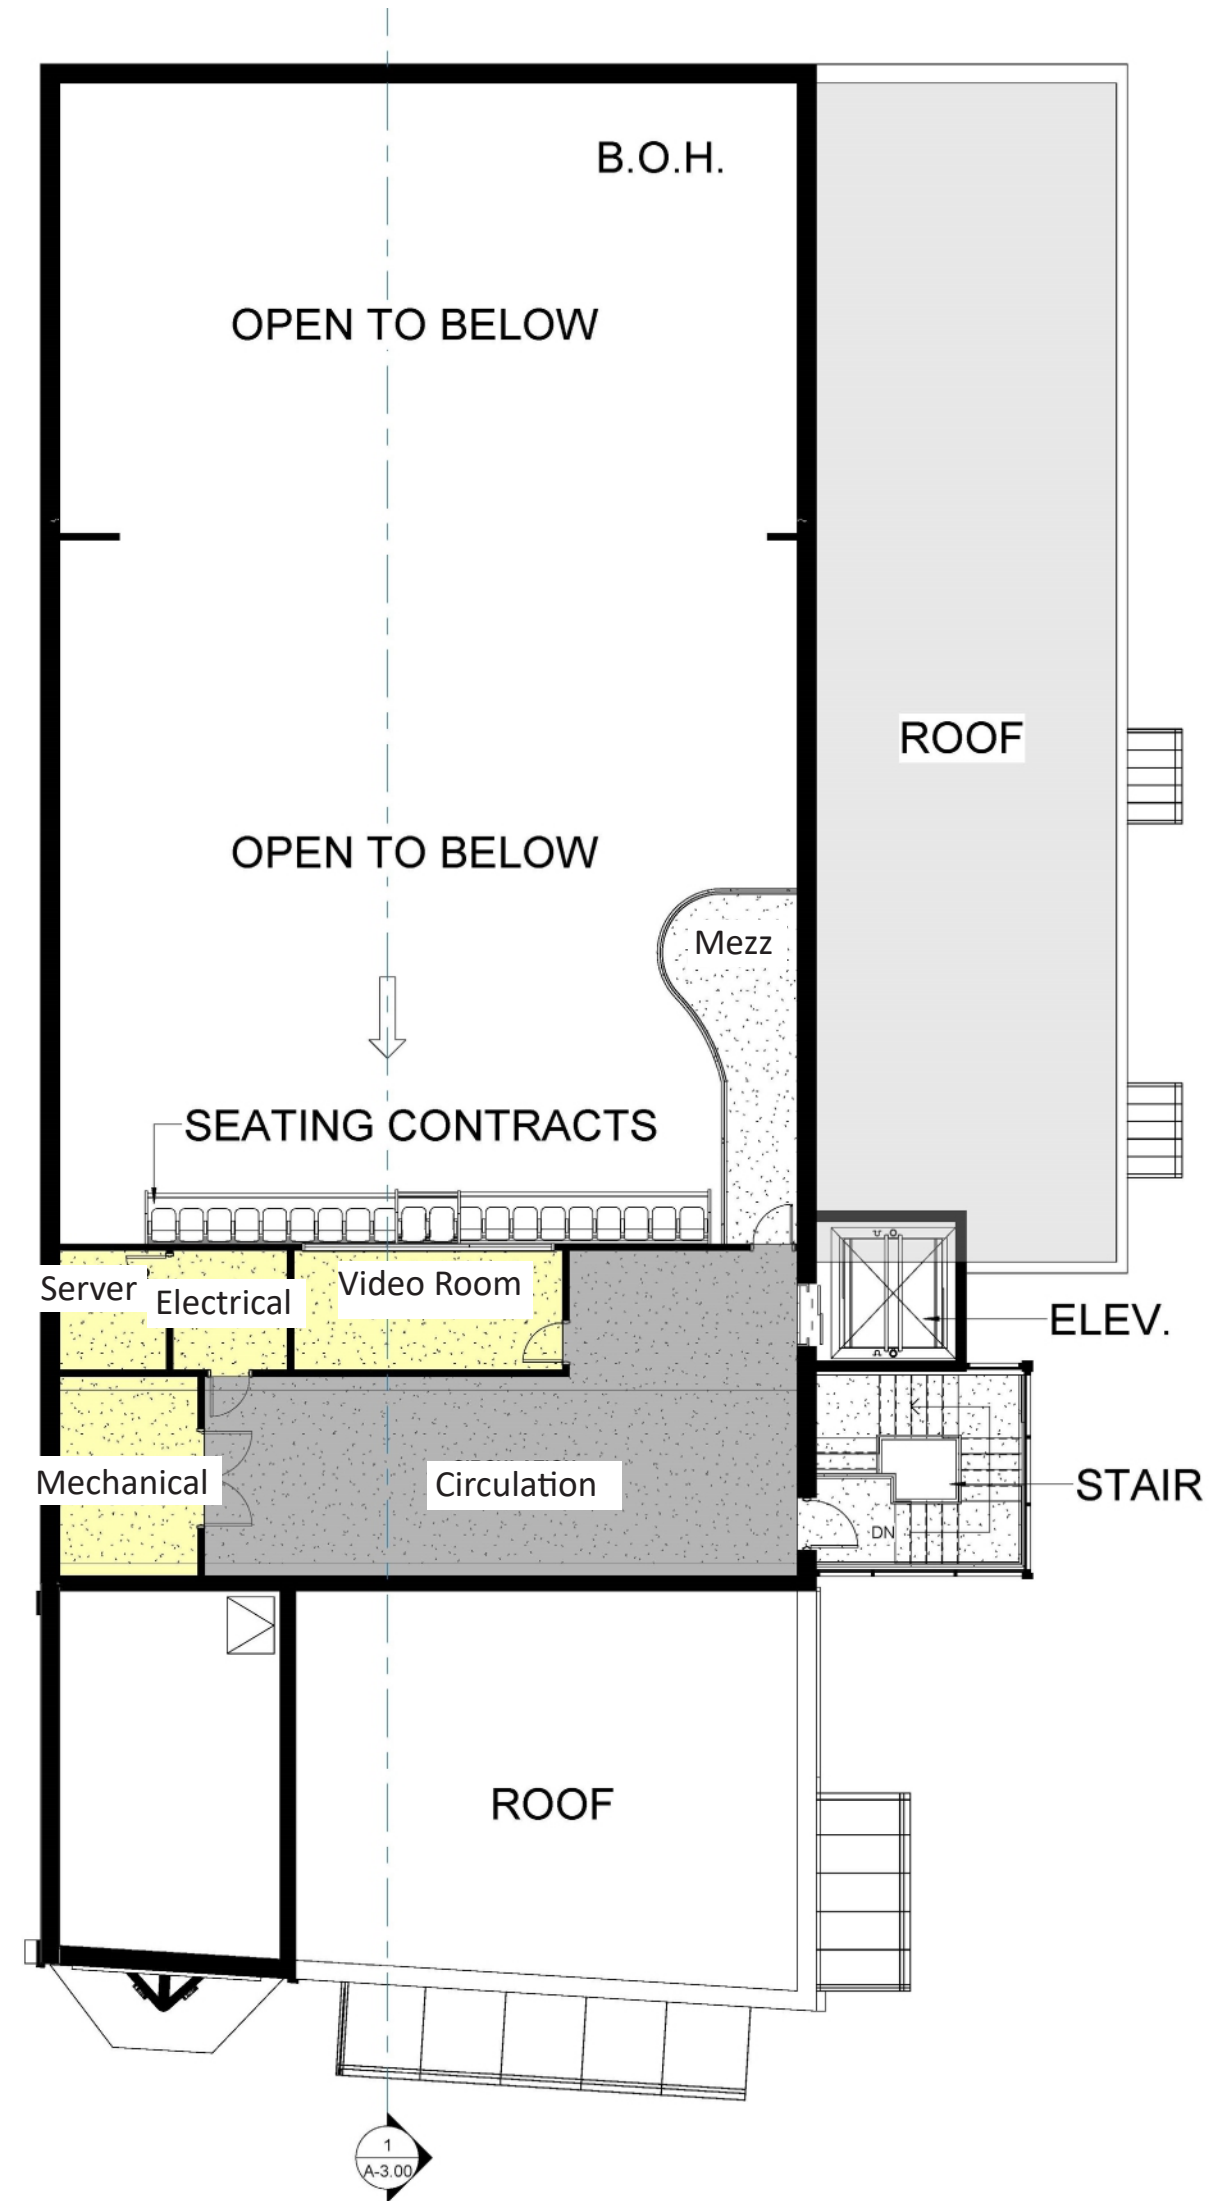 B.O.H.
OPEN TO BELOW
ROOF
OPEN TO BELOW
Mezz
SEATING CONTRACTS
Server
Electrical
Video Room
ELEV.
Mechanical
Circulation
STAIR
DN
ROOF
1
A-3.00